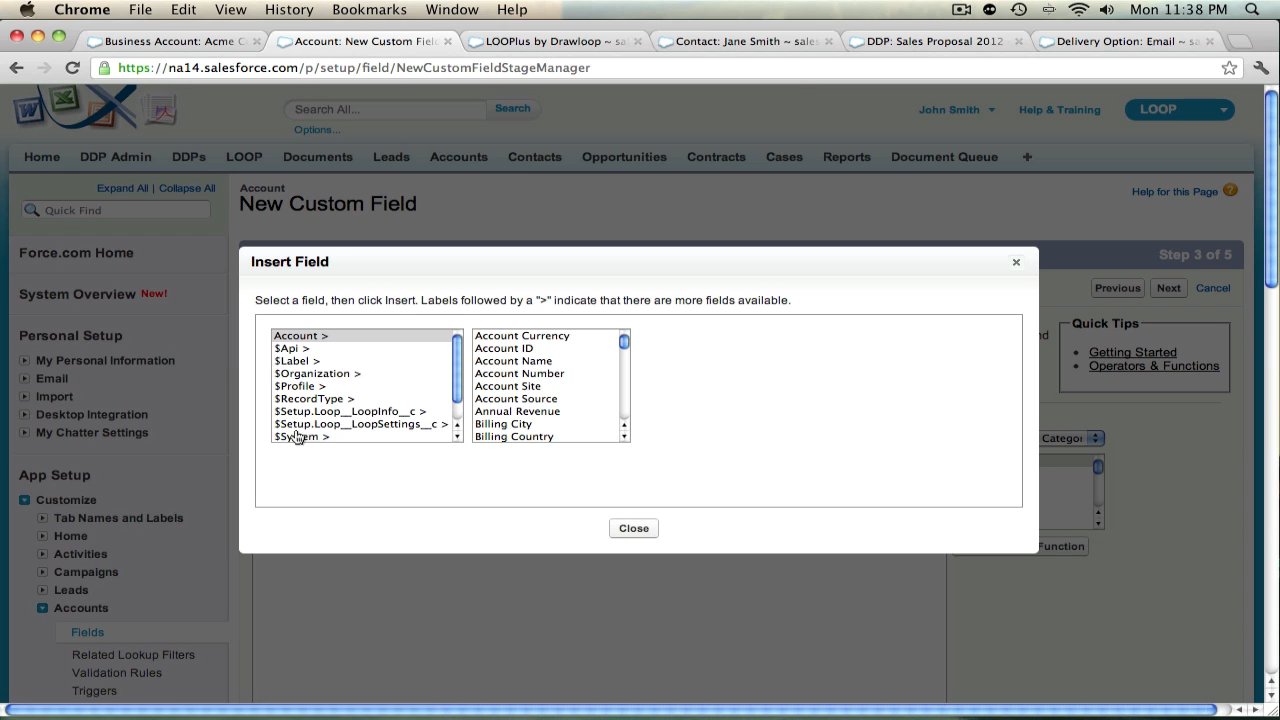 Chrome File Edit View History Bookmarks Window Help Mon 11:38 PM
Business Account: Acme C
Account: New Custom Field
LOOPlus by Drawloop ~ sa
Contact: Jane Smith ~ sales
DDP: Sales Proposal 2012
Delivery Option: Email ~ sa
https://na14.salesforce.com/p/setup/field/NewCustomFieldStageManager
Search All... Search
Options...
John Smith Help & Training LOOP
Home DDP Admin DDPs LOOP Documents Leads Accounts Contacts Opportunities Contracts Cases Reports Document Queue +
Expand All | Collapse All
Quick Find
Force.com Home
System Overview New!
Personal Setup
My Personal Information
Email
Import
Desktop Integration
My Chatter Settings
App Setup
Customize
Tab Names and Labels
Home
Activities
Campaigns
Leads
Accounts
Fields
Related Lookup Filters
Validation Rules
Triggers
Account
New Custom Field
Help for this Page ?
Step 3 of 5
Previous Next Cancel
Quick Tips
Getting Started
Operators & Functions
Categor
Function
Insert Field
Select a field, then click Insert. Labels followed by a ">" indicate that there are more fields available.
Account >
$Api >
$Label >
$Organization >
$Profile >
$RecordType >
$Setup.Loop__LoopInfo__c >
$Setup.Loop__LoopSettings__c >
$System >
Account Currency
Account ID
Account Name
Account Number
Account Site
Account Source
Annual Revenue
Billing City
Billing Country
Close